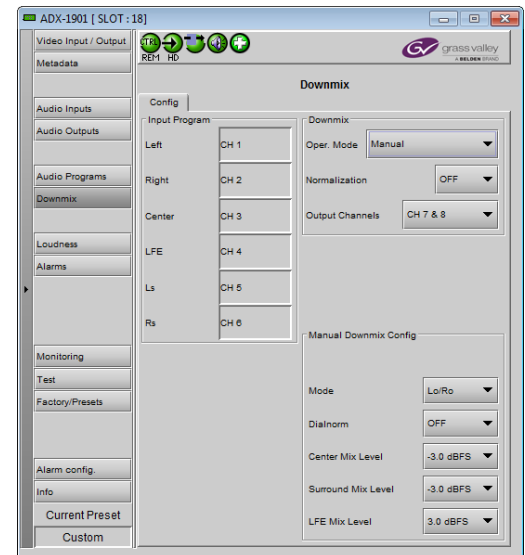 ADX-1901 [ SLOT : 18]
Video Input / Output
Metadata
Audio Inputs
Audio Outputs
Audio Programs
Downmix
Loudness
Alarms
Monitoring
Test
Factory/Presets
Alarm config.
Info
Current Preset
Custom
CTRL
REM HD
GV grass valley
A BELDEN BRAND
Downmix
Config
Input Program
Left CH 1
Right CH 2
Center CH 3
LFE CH 4
Ls CH 5
Rs CH 6
Downmix
Oper. Mode Manual
Normalization OFF
Output Channels CH 7 & 8
Manual Downmix Config
Mode Lo/Ro
Dialnorm OFF
Center Mix Level -3.0 dBFS
Surround Mix Level -3.0 dBFS
LFE Mix Level 3.0 dBFS